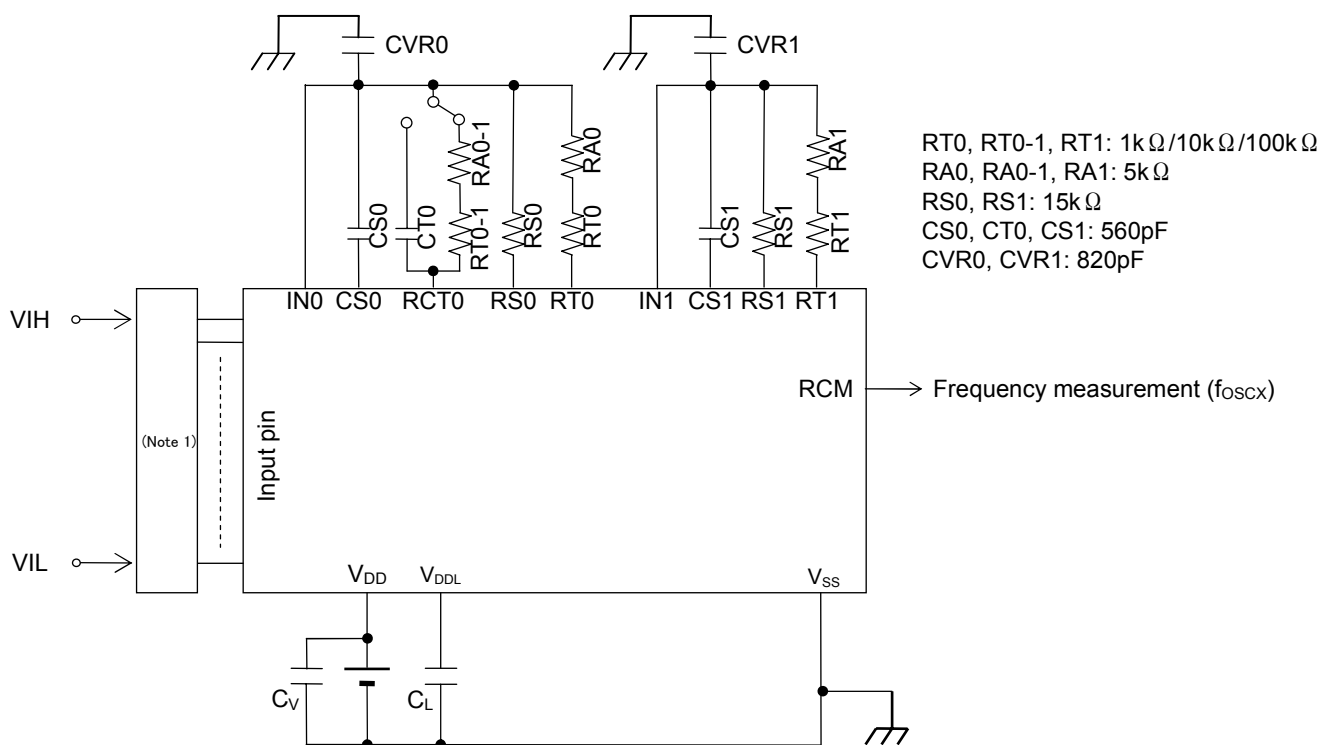 CVR0
CVR1
CS0
CT0
RA0-1
RT0-1
RS0
RA0
RT0
CS1
RS1
RA1
RT1
RT0, RT0-1, RT1: 1kΩ/10kΩ/100kΩ
RA0, RA0-1, RA1: 5kΩ
RS0, RS1: 15kΩ
CS0, CT0, CS1: 560pF
CVR0, CVR1: 820pF
IN0 CS0 RCT0 RS0 RT0 IN1 CS1 RS1 RT1
VIH
(Note 1)
Input pin
RCM
Frequency measurement (fOSCX)
VIL
VDD
VDDL
VSS
CV
CL